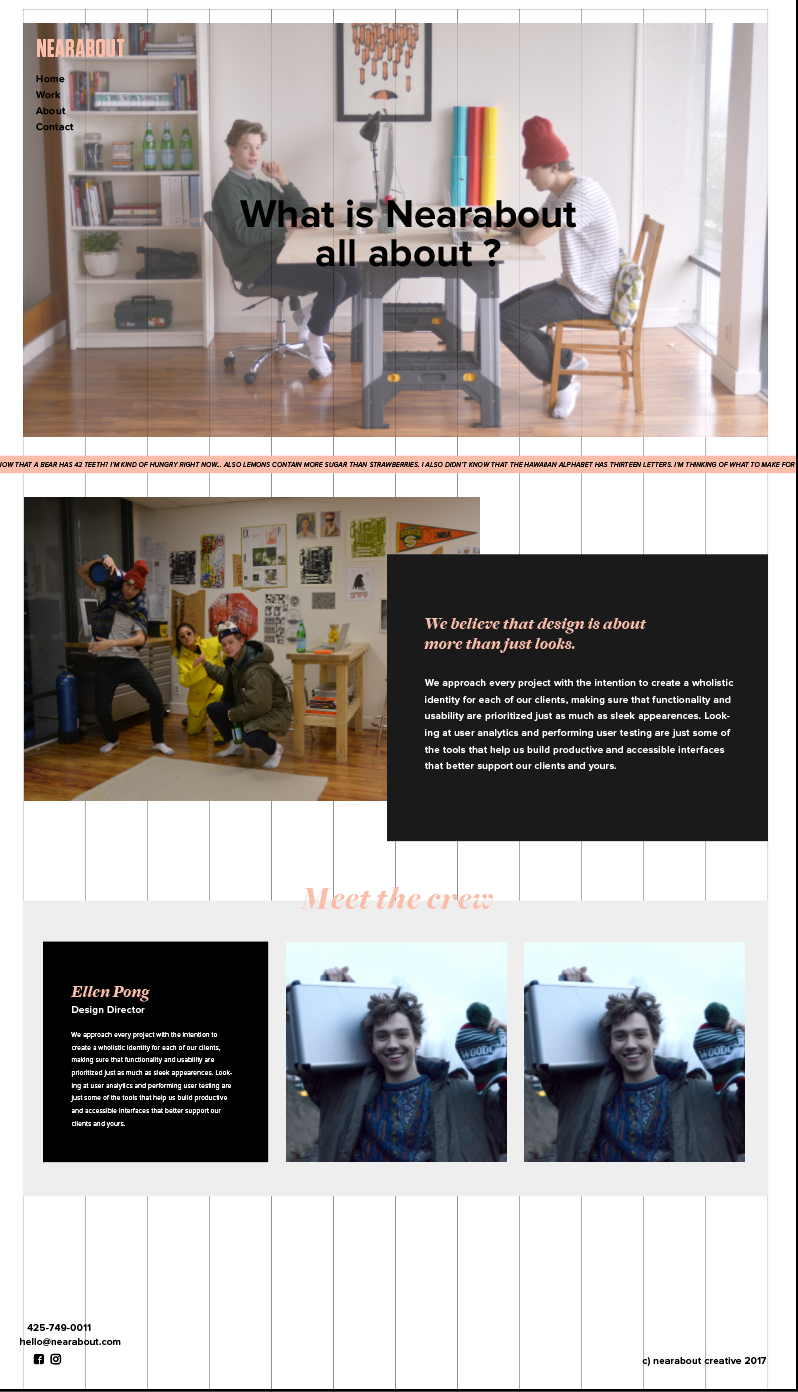 NEARABOUT
Home
Work
About
Contact
What is Nearabout
all about ?
THAT A BEAR HAS 42 TEETH? I'M KIND OF HUNGRY RIGHT NOW... ALSO LEMONS CONTAIN MORE SUGAR THAN STRAWBERRIES. I ALSO DIDN'T KNOW THAT THE HAWAIIAN ALPHABET HAS THIRTEEN LETTERS. I'M THINKING OF WHAT TO MAKE FOR
NBA
We believe that design is about
more than just looks.
We approach every project with the intention to create a wholistic
identity for each of our clients, making sure that functionality and
usability are prioritized just as much as sleek appearences. Look-
ing at user analytics and performing user testing are just some of
the tools that help us build productive and accessible interfaces
that better support our clients and yours.
Meet the crew
Ellen Pong
Design Director
We approach every project with the intention to
create a wholistic identity for each of our clients,
making sure that functionality and usability are
prioritized just as much as sleek appearences. Look-
ing at user analytics and performing user testing are
just some of the tools that help us build productive
and accessible interfaces that better support our
clients and yours.
WOODC
WOODC
425-749-0011
hello@nearabout.com
c) nearabout creative 2017